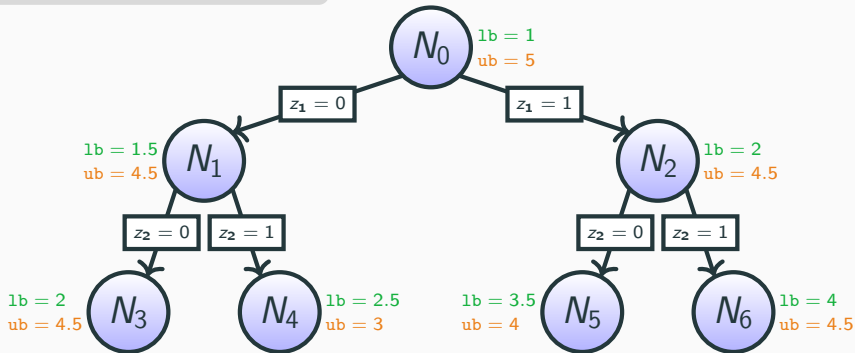 N₀
lb = 1
ub = 5
z₁ = 0
z₁ = 1
N₁
lb = 1.5
ub = 4.5
N₂
lb = 2
ub = 4.5
z₂ = 0
z₂ = 1
z₂ = 0
z₂ = 1
lb = 2
ub = 4.5
N₃
N₄
lb = 2.5
ub = 3
lb = 3.5
ub = 4
N₅
N₆
lb = 4
ub = 4.5